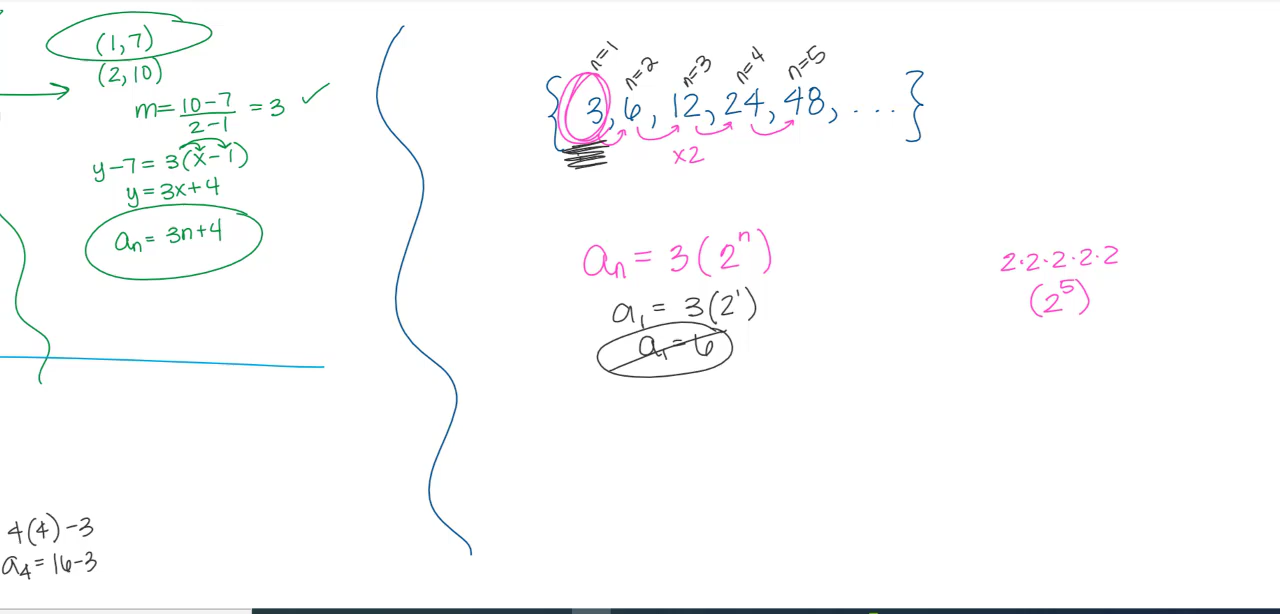 (1,7)
(2,10)
m = 10-7 / 2-1 = 3 ✓
y-7 = 3(x-1)
y = 3x+4
aₙ = 3n+4
4(4)-3
a₄ = 16-3
n=1 n=2 n=3 n=4 n=5
{3, 6, 12, 24, 48, ...}
x2
aₙ = 3(2ⁿ)
a₁ = 3(2¹)
a₁ = 6
2·2·2·2·2
(2⁵)